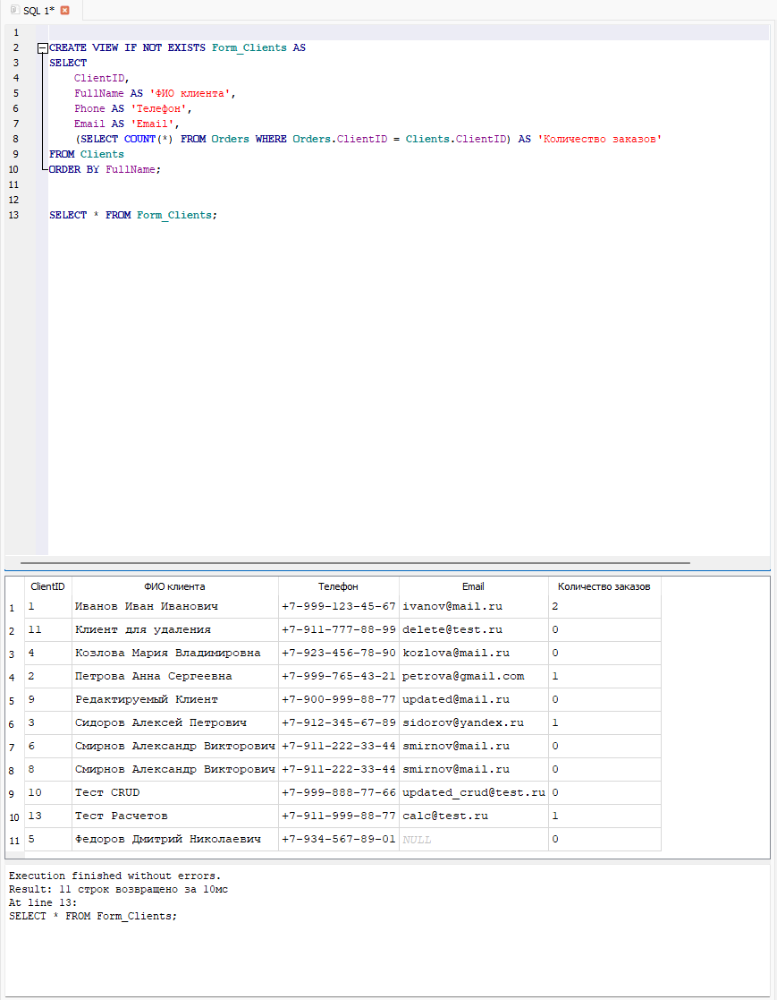 SQL 1*
1
2 CREATE VIEW IF NOT EXISTS Form_Clients AS
3 SELECT
4 ClientID,
5 FullName AS 'ФИО клиента',
6 Phone AS 'Телефон',
7 Email AS 'Email',
8 (SELECT COUNT(*) FROM Orders WHERE Orders.ClientID = Clients.ClientID) AS 'Количество заказов'
9 FROM Clients
10 ORDER BY FullName;
11
12
13 SELECT * FROM Form_Clients;
ClientID ФИО клиента Телефон Email Количество заказов
1 1 Иванов Иван Иванович +7-999-123-45-67 ivanov@mail.ru 2
2 11 Клиент для удаления +7-911-777-88-99 delete@test.ru 0
3 4 Козлова Мария Владимировна +7-923-456-78-90 kozlova@mail.ru 0
4 2 Петрова Анна Сергеевна +7-999-765-43-21 petrova@gmail.com 1
5 9 Редактируемый Клиент +7-900-999-88-77 updated@mail.ru 0
6 3 Сидоров Алексей Петрович +7-912-345-67-89 sidorov@yandex.ru 1
7 6 Смирнов Александр Викторович +7-911-222-33-44 smirnov@mail.ru 0
8 8 Смирнов Александр Викторович +7-911-222-33-44 smirnov@mail.ru 0
9 10 Тест CRUD +7-999-888-77-66 updated_crud@test.ru 0
10 13 Тест Расчетов +7-911-999-88-77 calc@test.ru 1
11 5 Федоров Дмитрий Николаевич +7-934-567-89-01 NULL 0
Execution finished without errors.
Result: 11 строк возвращено за 10мс
At line 13:
SELECT * FROM Form_Clients;